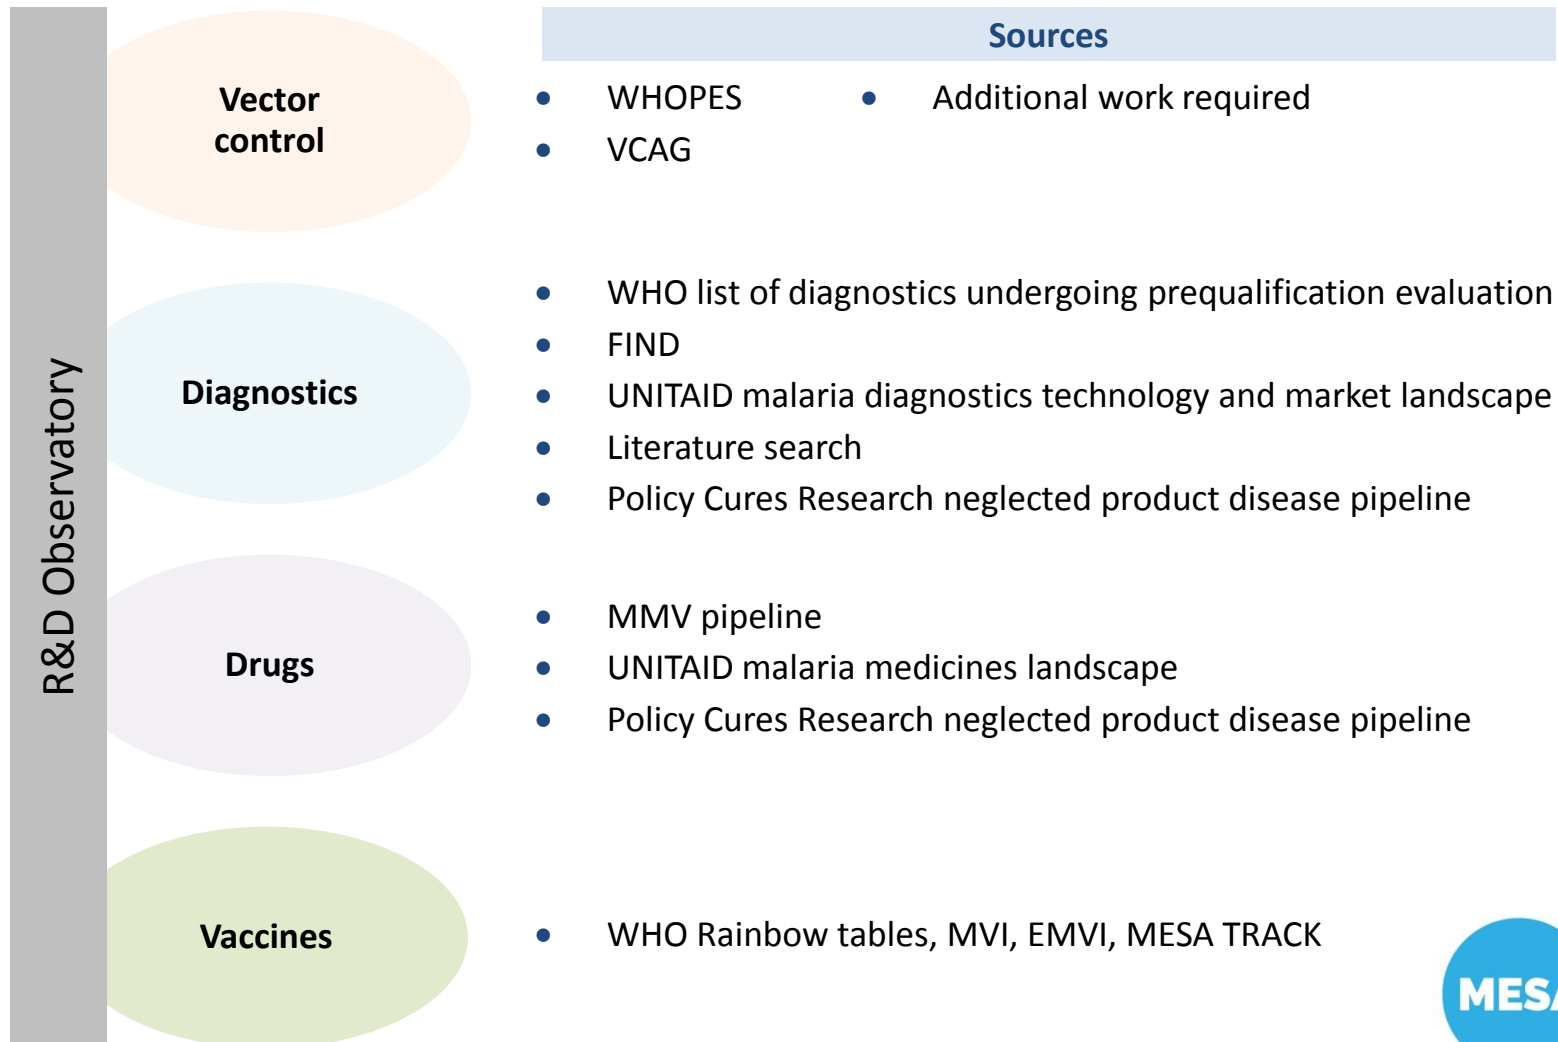 R&D Observatory
Sources
Vector
control
• WHOPES
• Additional work required
• VCAG
Diagnostics
• WHO list of diagnostics undergoing prequalification evaluation
• FIND
• UNITAID malaria diagnostics technology and market landscape
• Literature search
• Policy Cures Research neglected product disease pipeline
Drugs
• MMV pipeline
• UNITAID malaria medicines landscape
• Policy Cures Research neglected product disease pipeline
Vaccines
• WHO Rainbow tables, MVI, EMVI, MESA TRACK
MESA